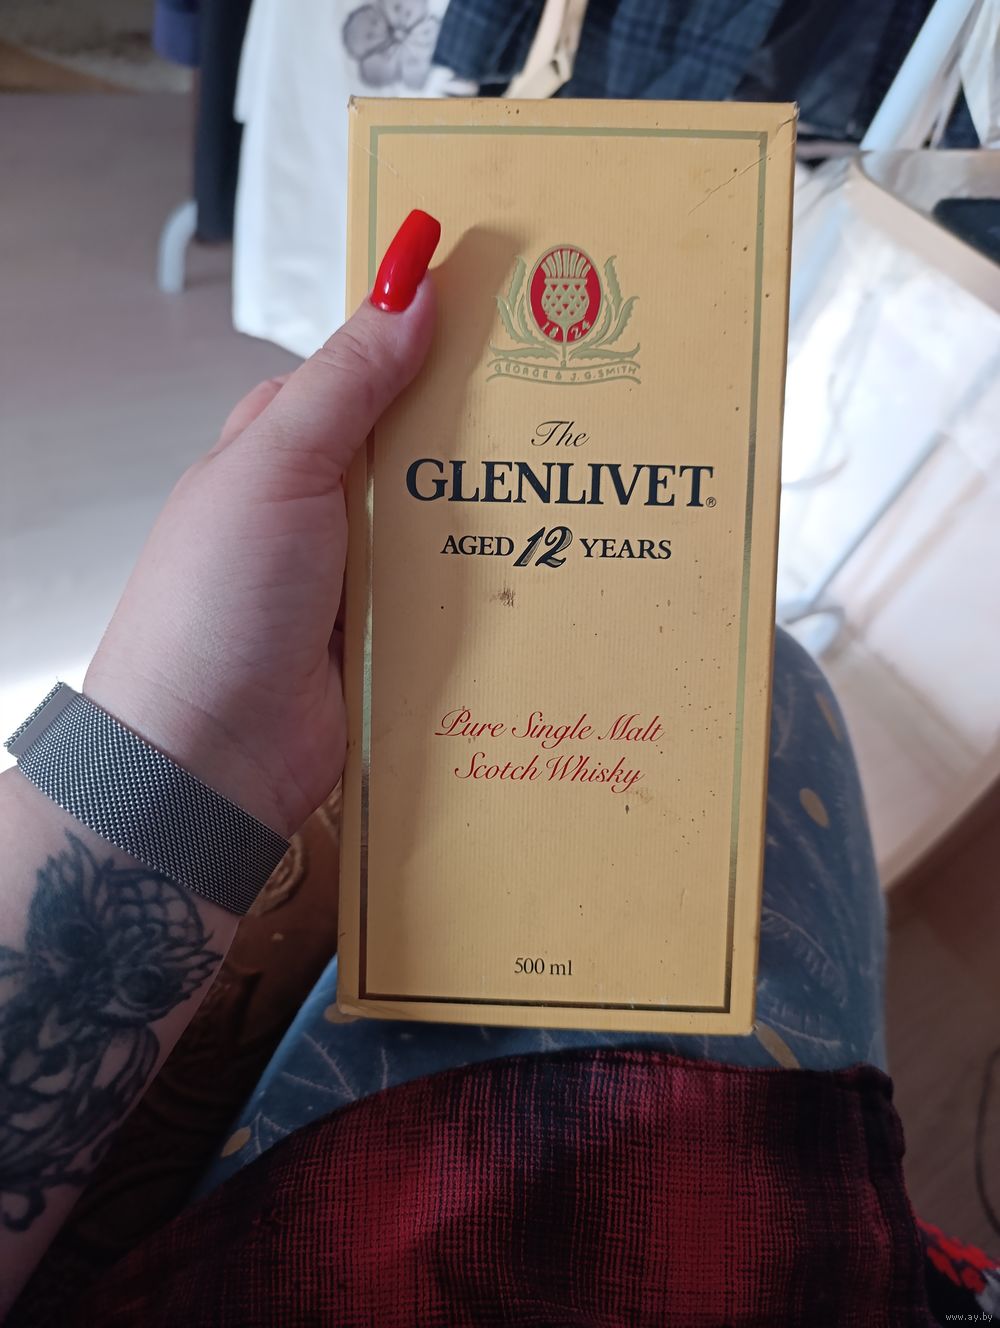 1824
GEORGE & J. G. SMITH
The
GLENLIVET®
AGED 12 YEARS
Pure Single Malt
Scotch Whisky
500 ml
www.ay.by